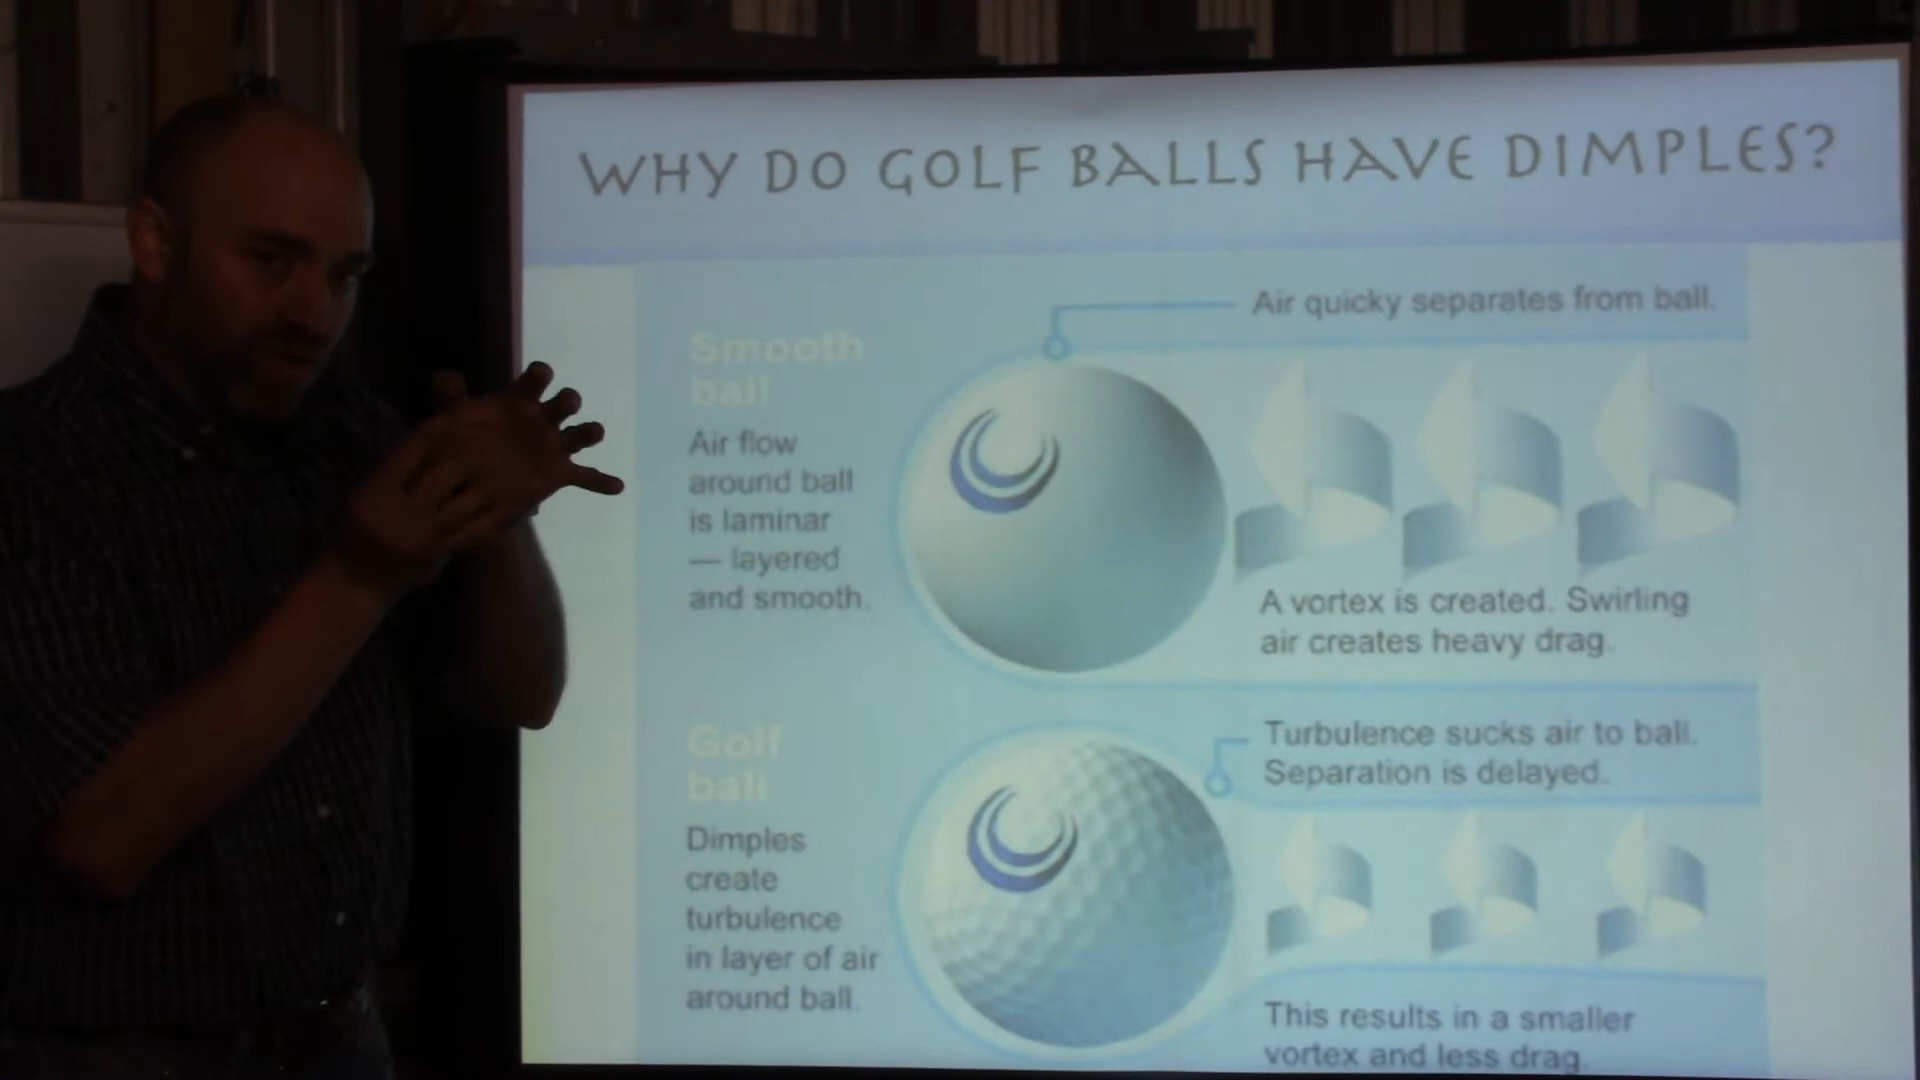 WHY DO GOLF BALLS HAVE DIMPLES?
Air quicky separates from ball.
Smooth
ball
Air flow
around ball
is laminar
— layered
and smooth.
A vortex is created. Swirling
air creates heavy drag.
Turbulence sucks air to ball.
Separation is delayed.
Golf
ball
Dimples
create
turbulence
in layer of air
around ball.
This results in a smaller
vortex and less drag.